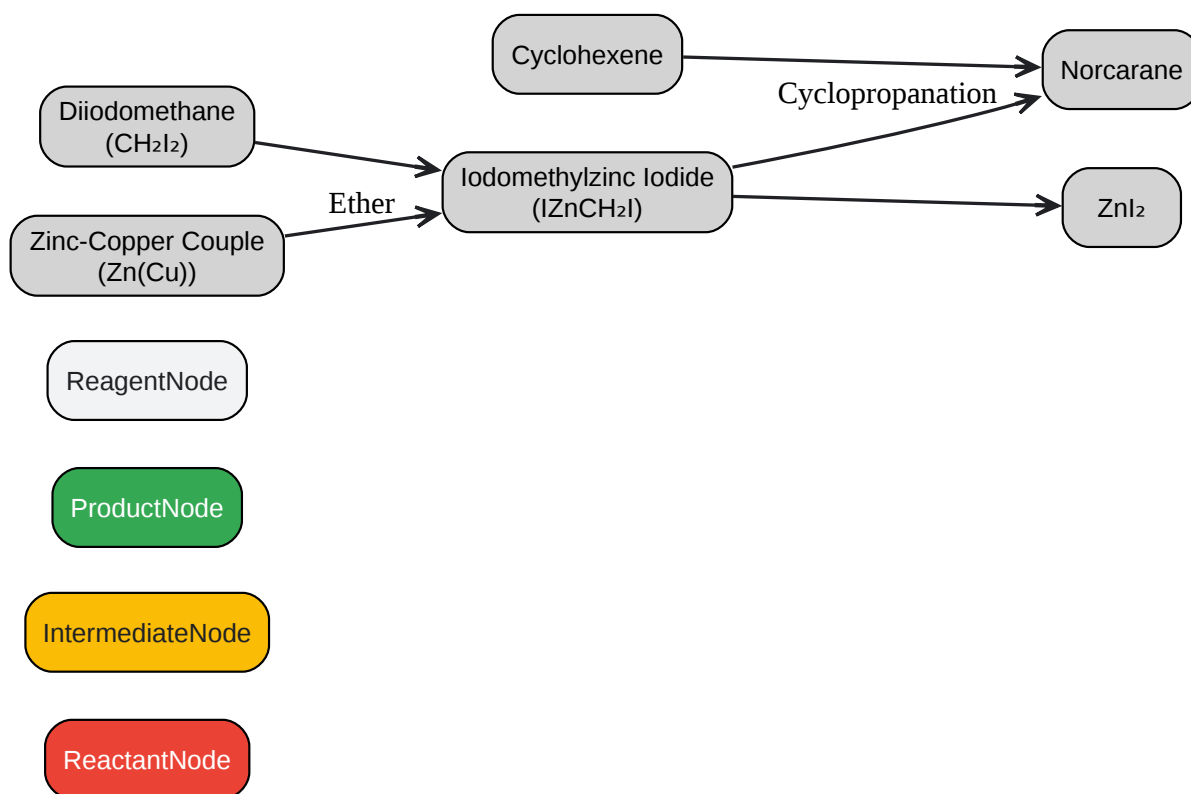 Cyclohexene
Norcarane
Cyclopropanation
Diiodomethane
(CH₂I₂)
Iodomethylzinc Iodide
(IZnCH₂I)
Ether
ZnI₂
Zinc-Copper Couple
(Zn(Cu))
ReagentNode
ProductNode
IntermediateNode
ReactantNode